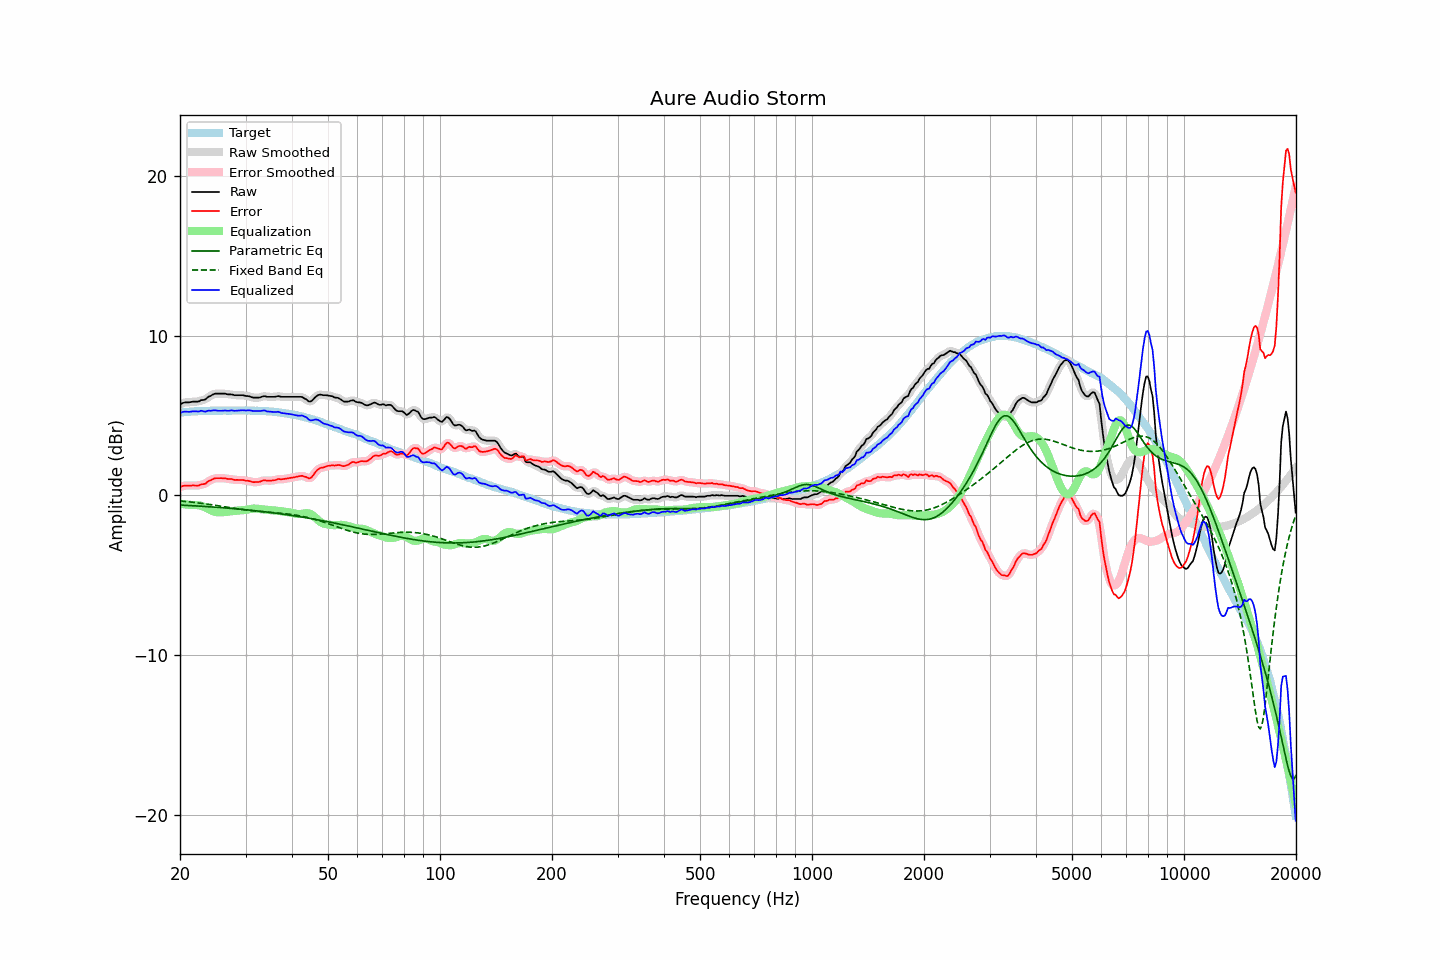 Aure Audio Storm
Target
Raw Smoothed
Error Smoothed
Raw
Error
Equalization
Parametric Eq
Fixed Band Eq
Equalized
20
10
0
−10
−20
Amplitude (dBr)
20 50 100 200 500 1000 2000 5000 10000 20000
Frequency (Hz)